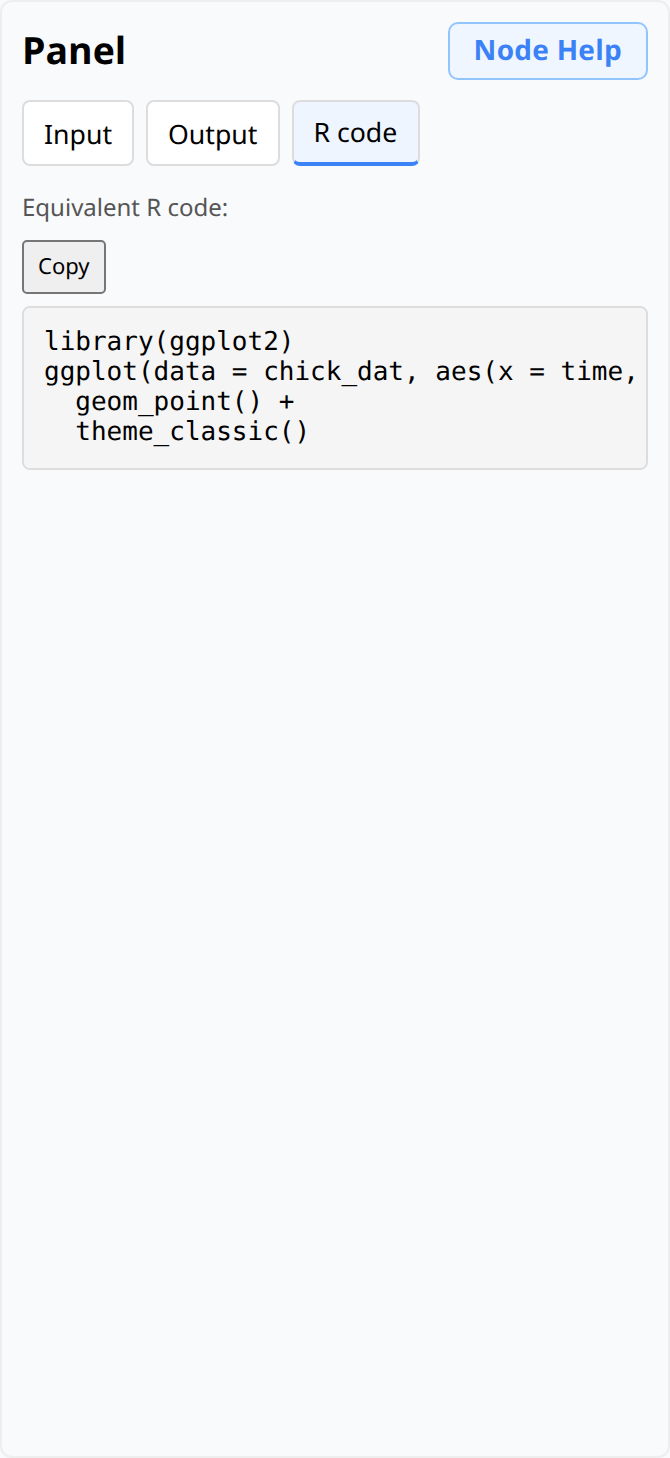 Panel
Node Help
Input
Output
R code
Equivalent R code:
Copy
library(ggplot2)
ggplot(data = chick_dat, aes(x = time,
  geom_point() +
  theme_classic()